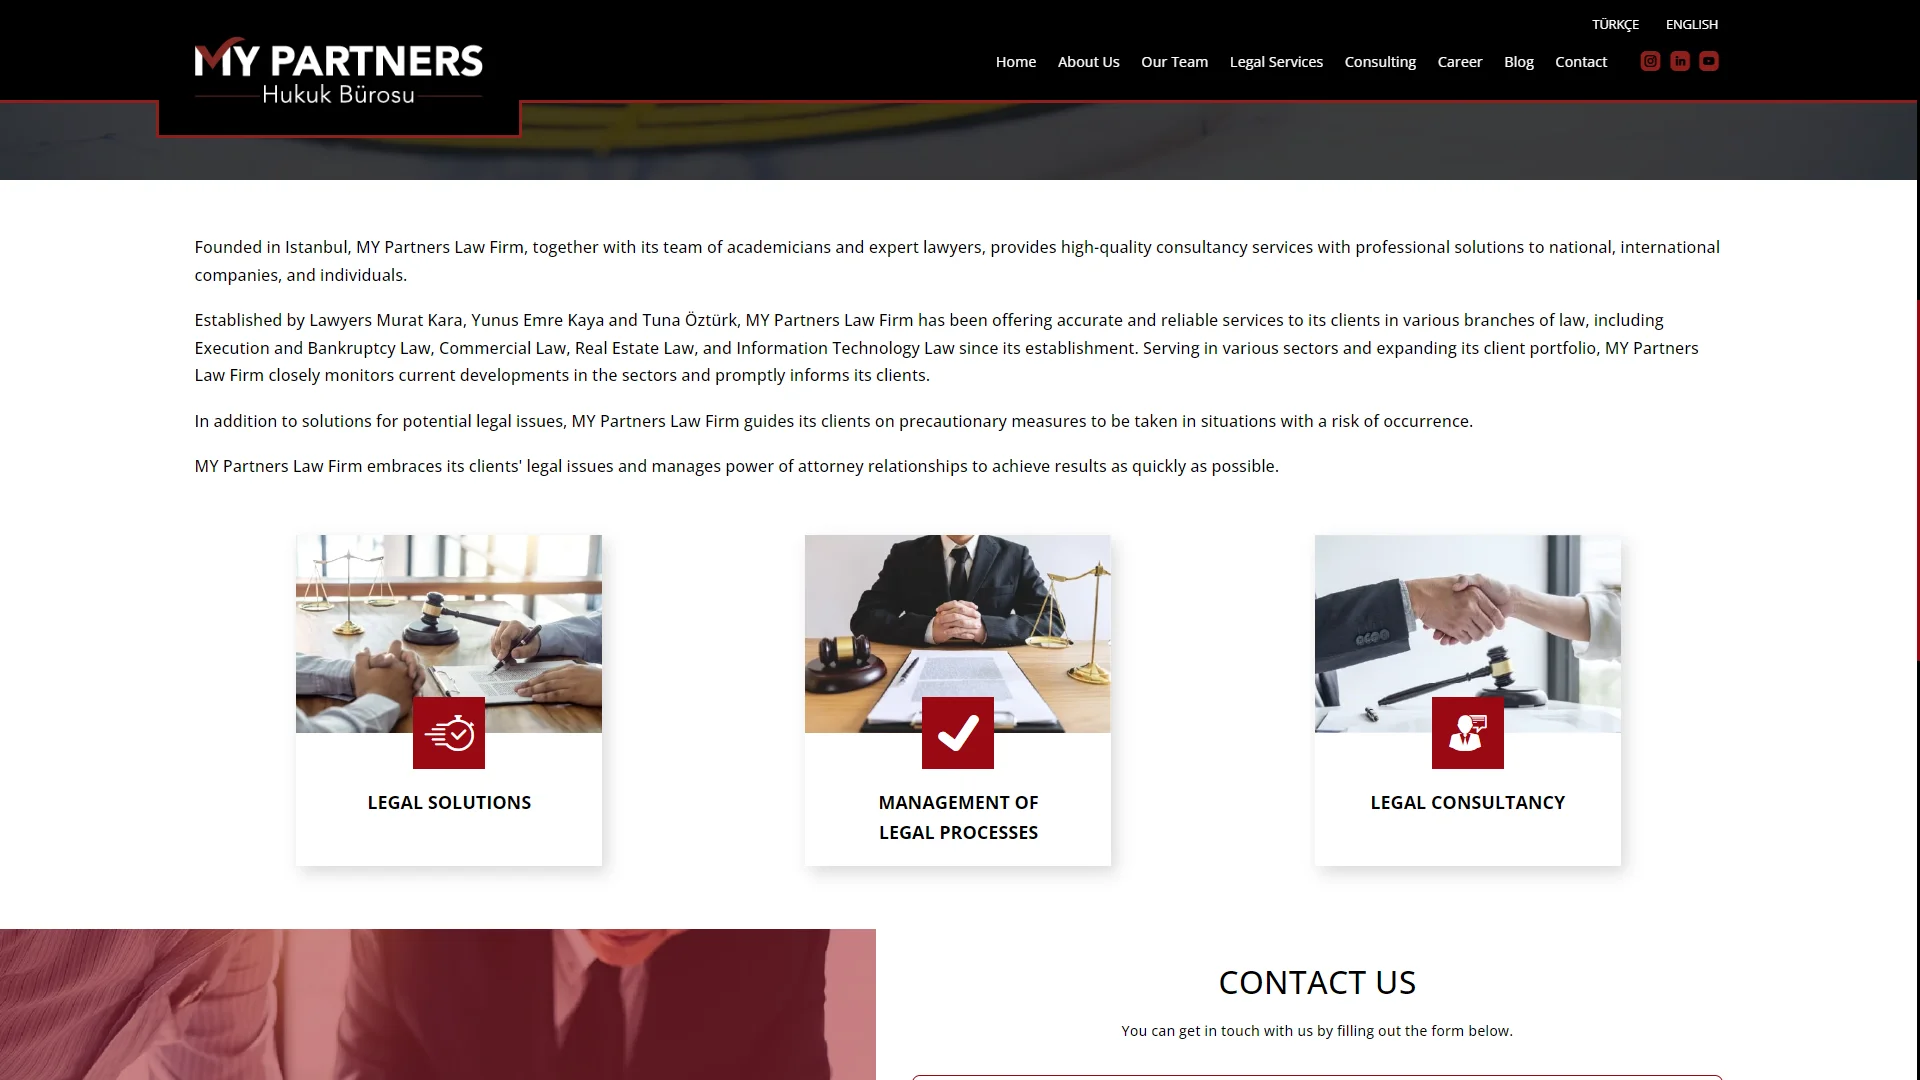 TÜRKÇE ENGLISH
MY PARTNERS
Hukuk Bürosu
Home About Us Our Team Legal Services Consulting Career Blog Contact
Founded in Istanbul, MY Partners Law Firm, together with its team of academicians and expert lawyers, provides high-quality consultancy services with professional solutions to national, international
companies, and individuals.
Established by Lawyers Murat Kara, Yunus Emre Kaya and Tuna Öztürk, MY Partners Law Firm has been offering accurate and reliable services to its clients in various branches of law, including
Execution and Bankruptcy Law, Commercial Law, Real Estate Law, and Information Technology Law since its establishment. Serving in various sectors and expanding its client portfolio, MY Partners
Law Firm closely monitors current developments in the sectors and promptly informs its clients.
In addition to solutions for potential legal issues, MY Partners Law Firm guides its clients on precautionary measures to be taken in situations with a risk of occurrence.
MY Partners Law Firm embraces its clients' legal issues and manages power of attorney relationships to achieve results as quickly as possible.
LEGAL SOLUTIONS
MANAGEMENT OF
LEGAL PROCESSES
LEGAL CONSULTANCY
CONTACT US
You can get in touch with us by filling out the form below.